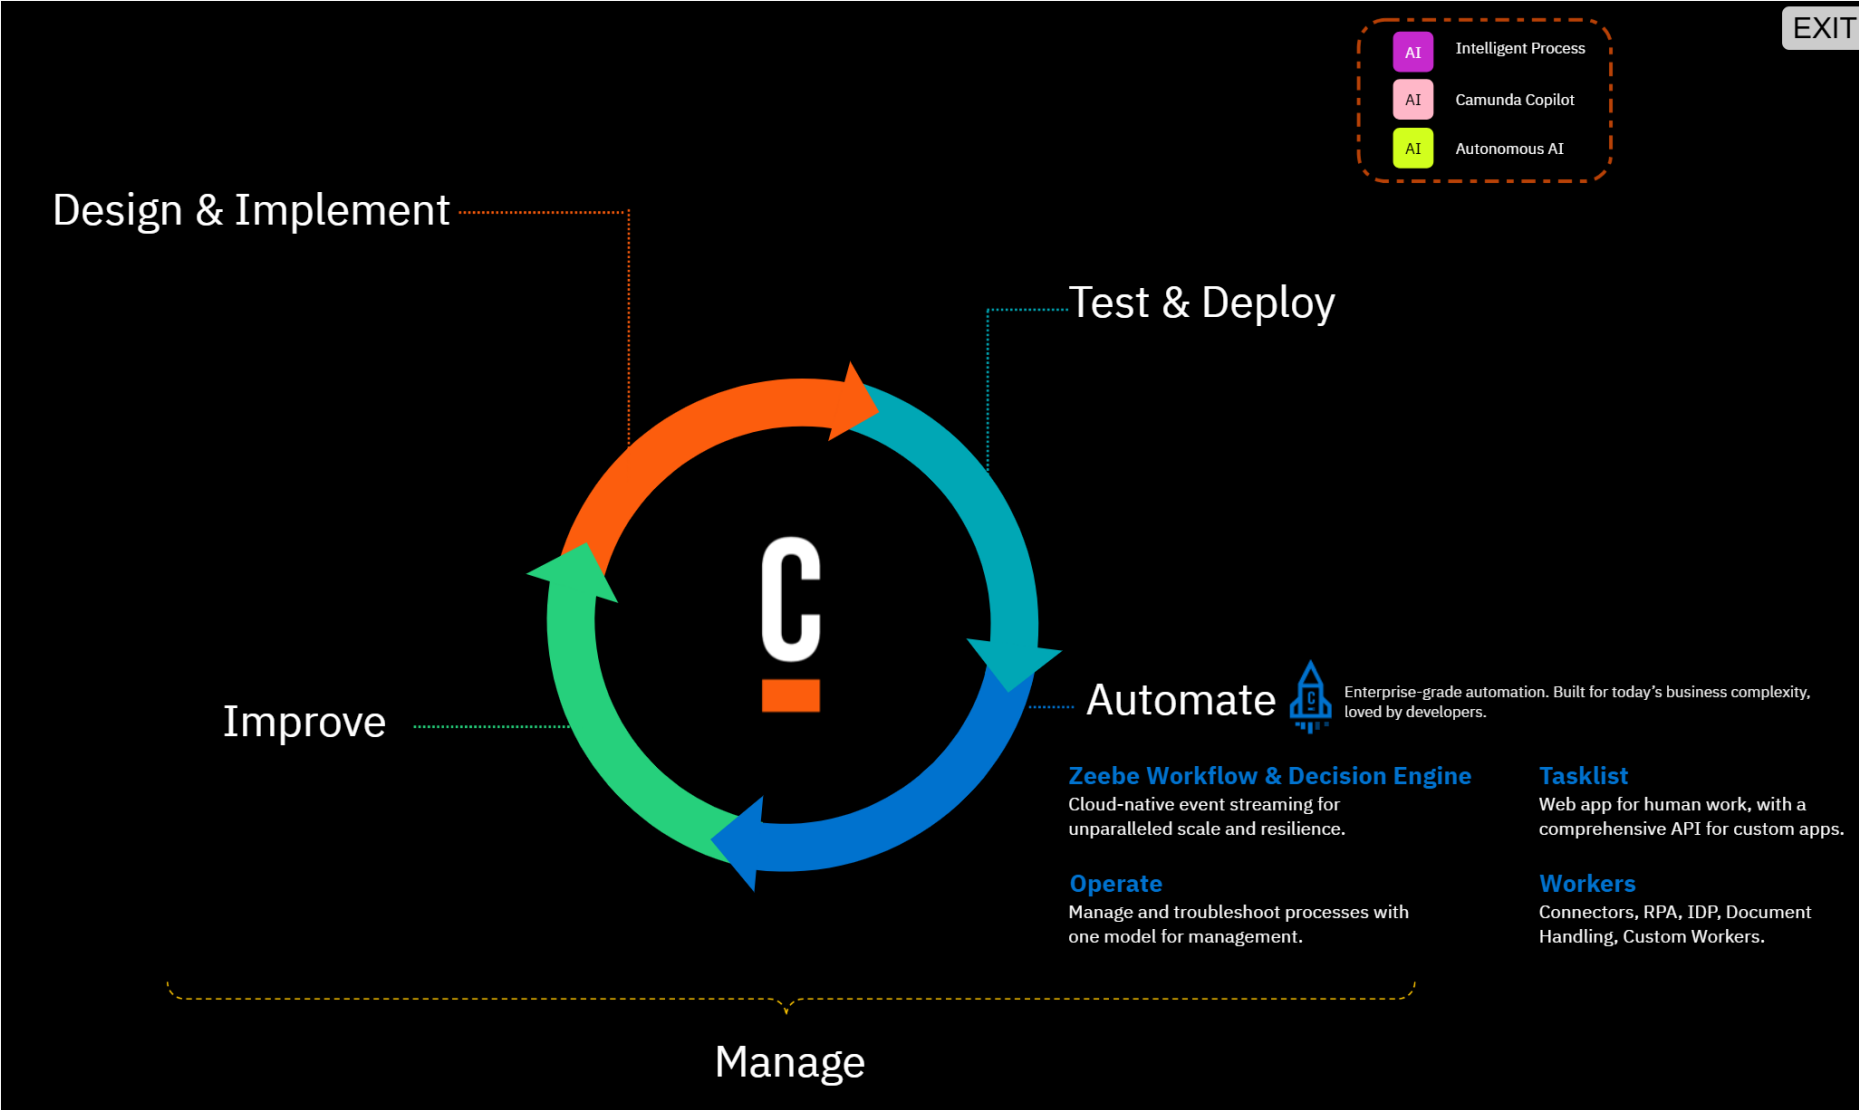 EXIT
AI Intelligent Process
AI Camunda Copilot
AI Autonomous AI
Design & Implement
Test & Deploy
C
Improve
Automate
C
Enterprise-grade automation. Built for today’s business complexity,
loved by developers.
Zeebe Workflow & Decision Engine
Cloud-native event streaming for
unparalleled scale and resilience.
Tasklist
Web app for human work, with a
comprehensive API for custom apps.
Operate
Manage and troubleshoot processes with
one model for management.
Workers
Connectors, RPA, IDP, Document
Handling, Custom Workers.
Manage